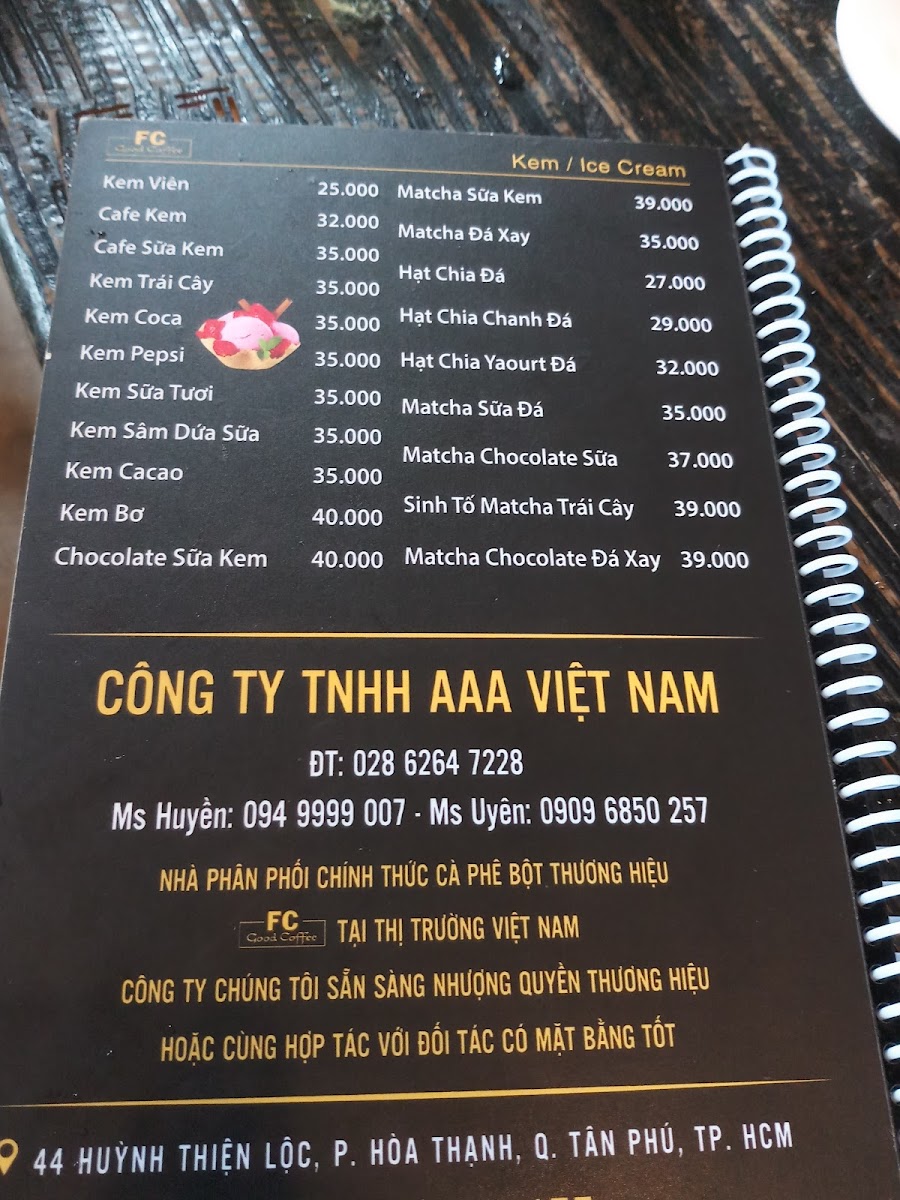 FC
Good Coffee
Kem / Ice Cream
Kem Viên 25.000
Cafe Kem 32.000
Cafe Sữa Kem 35.000
Kem Trái Cây 35.000
Kem Coca 35.000
Kem Pepsi 35.000
Kem Sữa Tươi 35.000
Kem Sâm Dứa Sữa 35.000
Kem Cacao 35.000
Kem Bơ 40.000
Chocolate Sữa Kem 40.000
Matcha Sữa Kem 39.000
Matcha Đá Xay 35.000
Hạt Chia Đá 27.000
Hạt Chia Chanh Đá 29.000
Hạt Chia Yaourt Đá 32.000
Matcha Sữa Đá 35.000
Matcha Chocolate Sữa 37.000
Sinh Tố Matcha Trái Cây 39.000
Matcha Chocolate Đá Xay 39.000
CÔNG TY TNHH AAA VIỆT NAM
ĐT: 028 6264 7228
Ms Huyền: 094 9999 007 - Ms Uyên: 0909 6850 257
NHÀ PHÂN PHỐI CHÍNH THỨC CÀ PHÊ BỘT THƯƠNG HIỆU
FC Good Coffee TẠI THỊ TRƯỜNG VIỆT NAM
CÔNG TY CHÚNG TÔI SẴN SÀNG NHƯỢNG QUYỀN THƯƠNG HIỆU
HOẶC CÙNG HỢP TÁC VỚI ĐỐI TÁC CÓ MẶT BẰNG TỐT
44 HUỲNH THIỆN LỘC, P. HÒA THẠNH, Q. TÂN PHÚ, TP. HCM